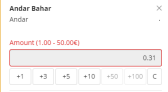 Andar Bahar
Andar
Amount (1.00 - 50.00€)
0.31
+1 +3 +5 +10 +50 +100 C